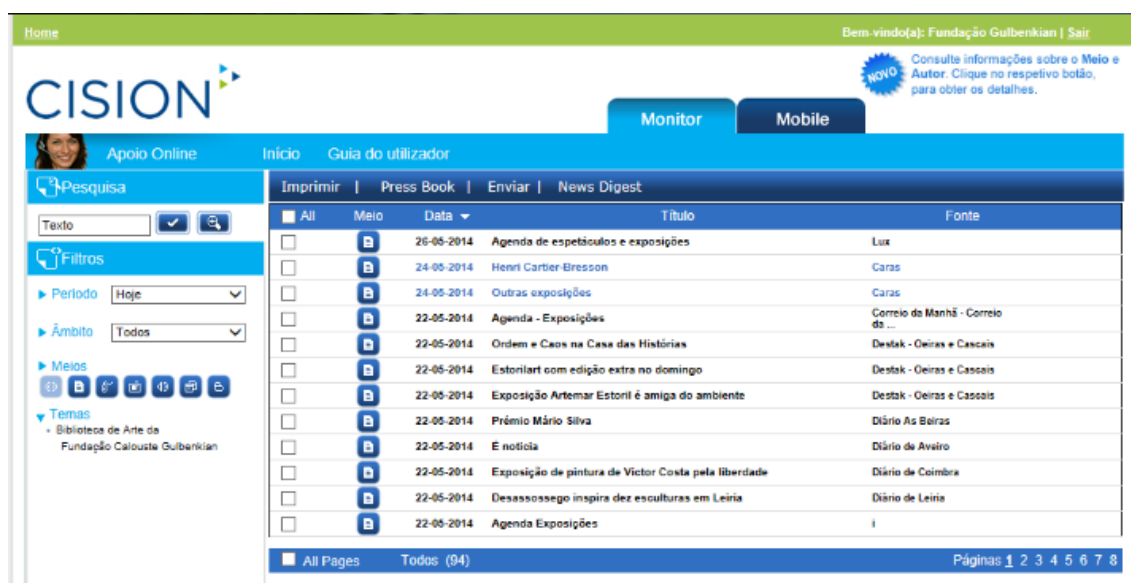 Home
Bem-vindo(a): Fundação Gulbenkian | Sair
CISION
NOVO
Consulte informações sobre o Meio e
Autor. Clique no respetivo botão,
para obter os detalhes.
Monitor Mobile
Apoio Online Início Guia do utilizador
Pesquisa
Texto
Filtros
Periodo Hoje
Âmbito Todos
Meios
Temas
Biblioteca de Arte da
Fundação Calouste Gulbenkian
Imprimir | Press Book | Enviar | News Digest
All Meio Data Título Fonte
26-05-2014 Agenda de espetáculos e exposições Lux
24-05-2014 Henri Cartier-Bresson Caras
24-05-2014 Outras exposições Caras
22-05-2014 Agenda - Exposições Correio da Manhã - Correio
da ...
22-05-2014 Ordem e Caos na Casa das Histórias Destak - Oeiras e Cascais
22-05-2014 Estorilart com edição extra no domingo Destak - Oeiras e Cascais
22-05-2014 Exposição Artemar Estoril é amiga do ambiente Destak - Oeiras e Cascais
22-05-2014 Prémio Mário Silva Diário As Beiras
22-05-2014 É notícia Diário de Aveiro
22-05-2014 Exposição de pintura de Victor Costa pela liberdade Diário de Coimbra
22-05-2014 Desassossego inspira dez esculturas em Leiria Diário de Leiria
22-05-2014 Agenda Exposições i
All Pages Todos (94) Páginas 1 2 3 4 5 6 7 8